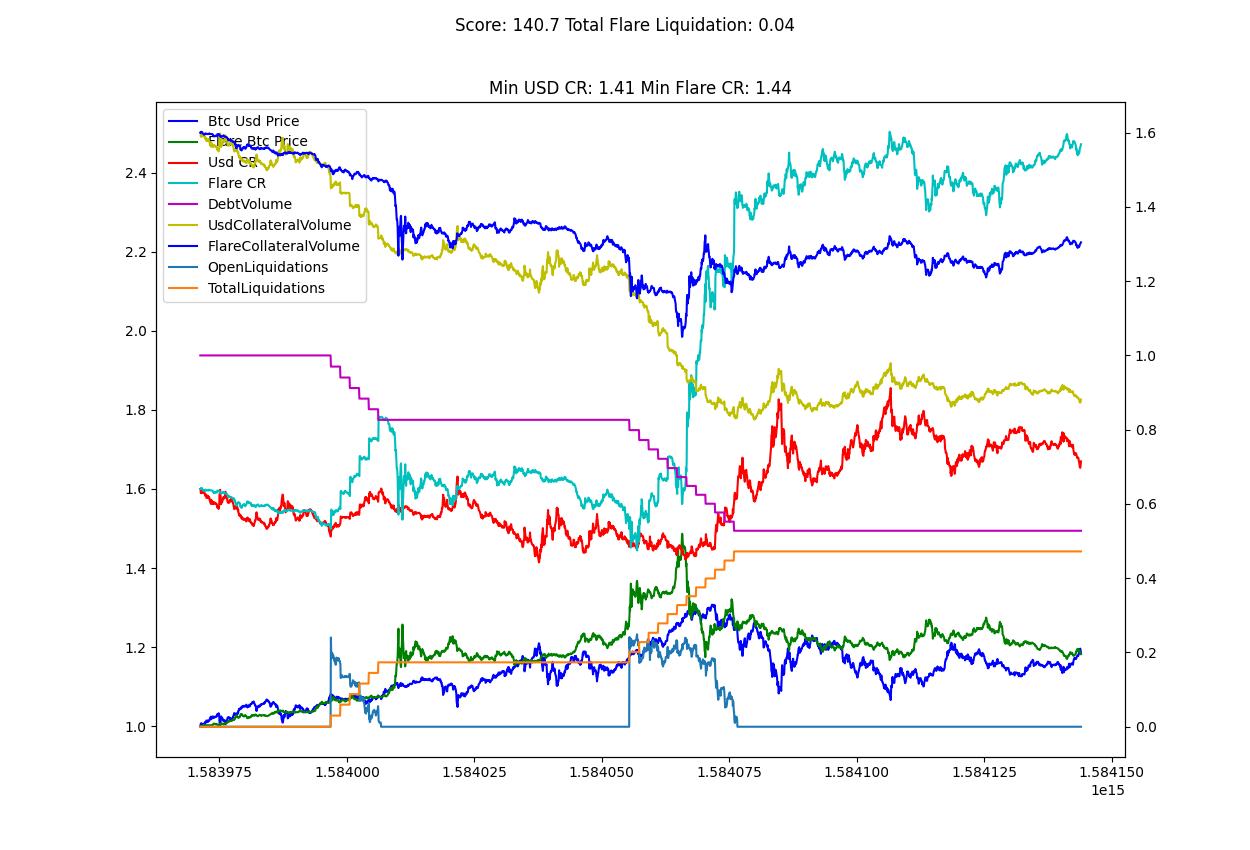 Score: 140.7 Total Flare Liquidation: 0.04
Min USD CR: 1.41 Min Flare CR: 1.44
Btc Usd Price
Flare Btc Price
Usd CR
Flare CR
DebtVolume
UsdCollateralVolume
FlareCollateralVolume
OpenLiquidations
TotalLiquidations
2.4
2.2
2.0
1.8
1.6
1.4
1.2
1.0
1.6
1.4
1.2
1.0
0.8
0.6
0.4
0.2
0.0
1.583975 1.584000 1.584025 1.584050 1.584075 1.584100 1.584125 1.584150
1e15